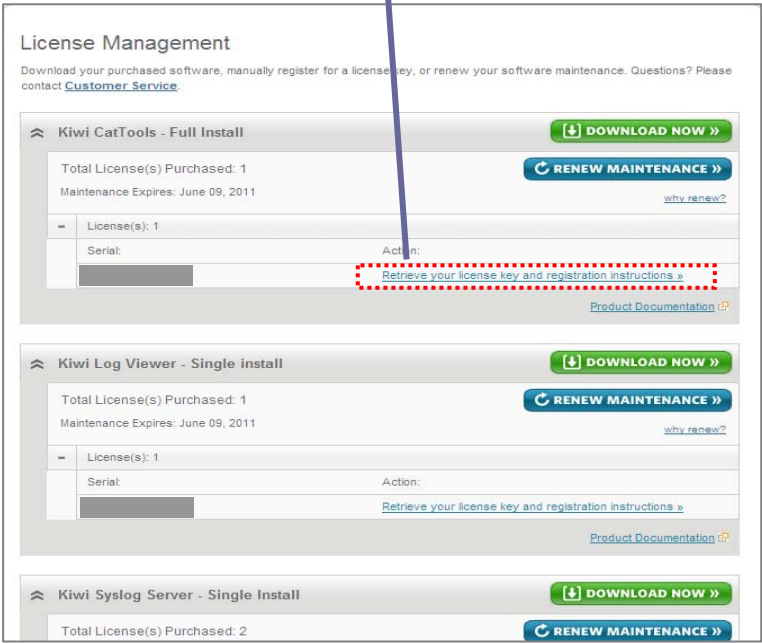 License Management
Download your purchased software, manually register for a license key, or renew your software maintenance. Questions? Please
contact Customer Service.
Kiwi CatTools - Full Install
DOWNLOAD NOW »
Total License(s) Purchased: 1
RENEW MAINTENANCE »
Maintenance Expires: June 09, 2011
why renew?
- License(s): 1
Serial: Action:
Retrieve your license key and registration instructions »
Product Documentation
Kiwi Log Viewer - Single install
DOWNLOAD NOW »
Total License(s) Purchased: 1
RENEW MAINTENANCE »
Maintenance Expires: June 09, 2011
why renew?
- License(s): 1
Serial: Action:
Retrieve your license key and registration instructions »
Product Documentation
Kiwi Syslog Server - Single Install
DOWNLOAD NOW »
Total License(s) Purchased: 2
RENEW MAINTENANCE »